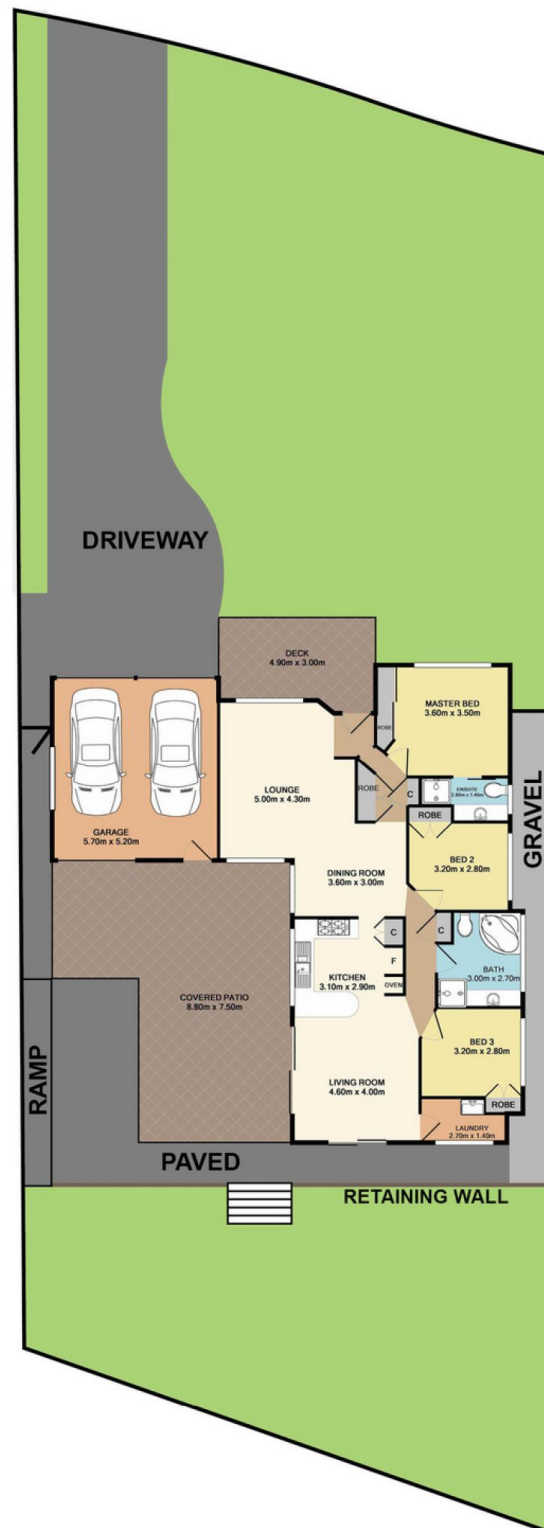 DRIVEWAY
DECK
4.90m x 3.00m
MASTER BED
3.60m x 3.50m
ROBE
LOUNGE
5.00m x 4.30m
ROBE
C
ENSUITE
2.80m x 1.40m
ROBE
GARAGE
5.70m x 5.20m
GRAVEL
BED 2
3.20m x 2.80m
DINING ROOM
3.60m x 3.00m
C
C
F
KITCHEN
3.10m x 2.90m
OVEN
BATH
3.00m x 2.70m
COVERED PATIO
8.80m x 7.50m
BED 3
3.20m x 2.80m
RAMP
LIVING ROOM
4.60m x 4.00m
ROBE
LAUNDRY
2.70m x 1.40m
PAVED
RETAINING WALL